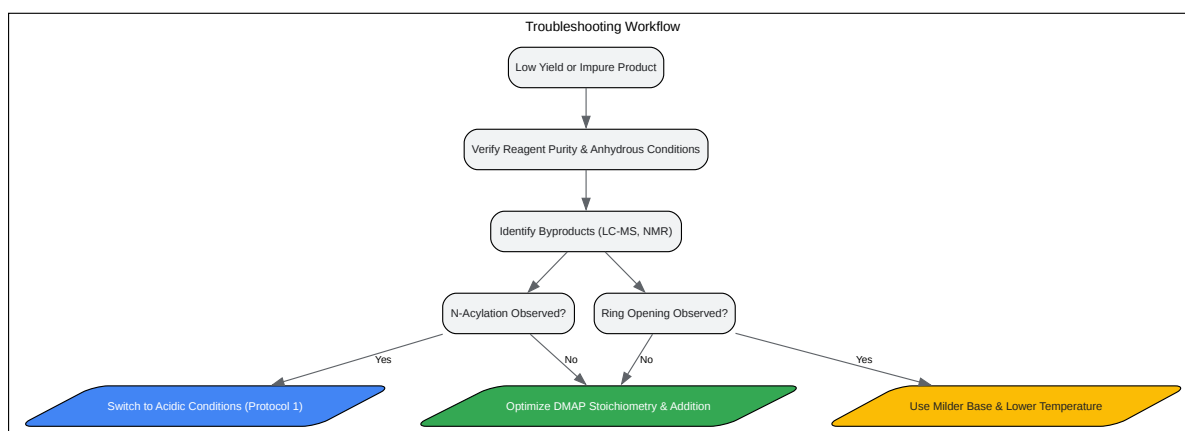 Troubleshooting Workflow
Low Yield or Impure Product
Verify Reagent Purity & Anhydrous Conditions
Identify Byproducts (LC-MS, NMR)
N-Acylation Observed?
Ring Opening Observed?
Yes
No
No
Yes
Switch to Acidic Conditions (Protocol 1)
Optimize DMAP Stoichiometry & Addition
Use Milder Base & Lower Temperature